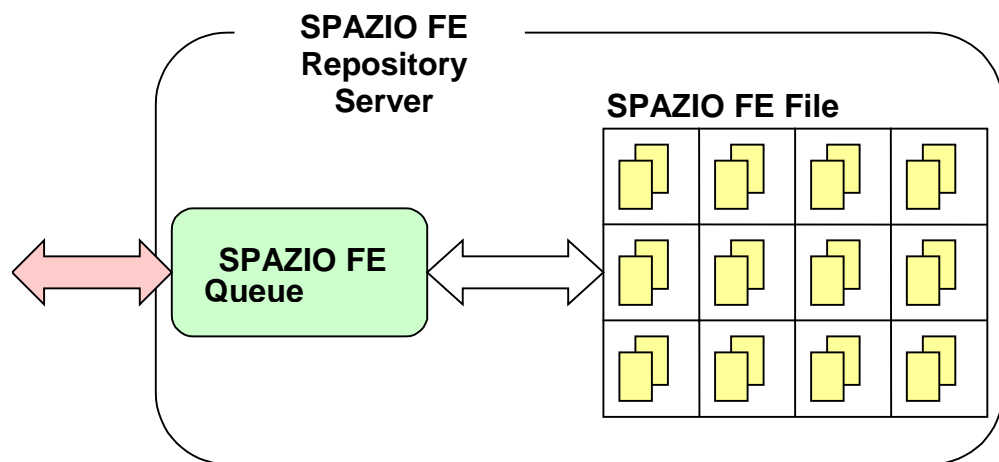 SPAZIO FE
Repository
Server
SPAZIO FE File
SPAZIO FE
Queue